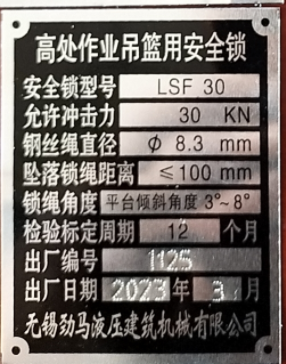 高处作业吊篮用安全锁
安全锁型号 LSF 30
允许冲击力 30 KN
钢丝绳直径 ϕ 8.3 mm
坠落锁绳距离 ≤100 mm
锁绳角度 平台倾斜角度 3°~8°
检验标定周期 12 个月
出厂编号 1125
出厂日期 2023 年 3 月
无锡劲马液压建筑机械有限公司